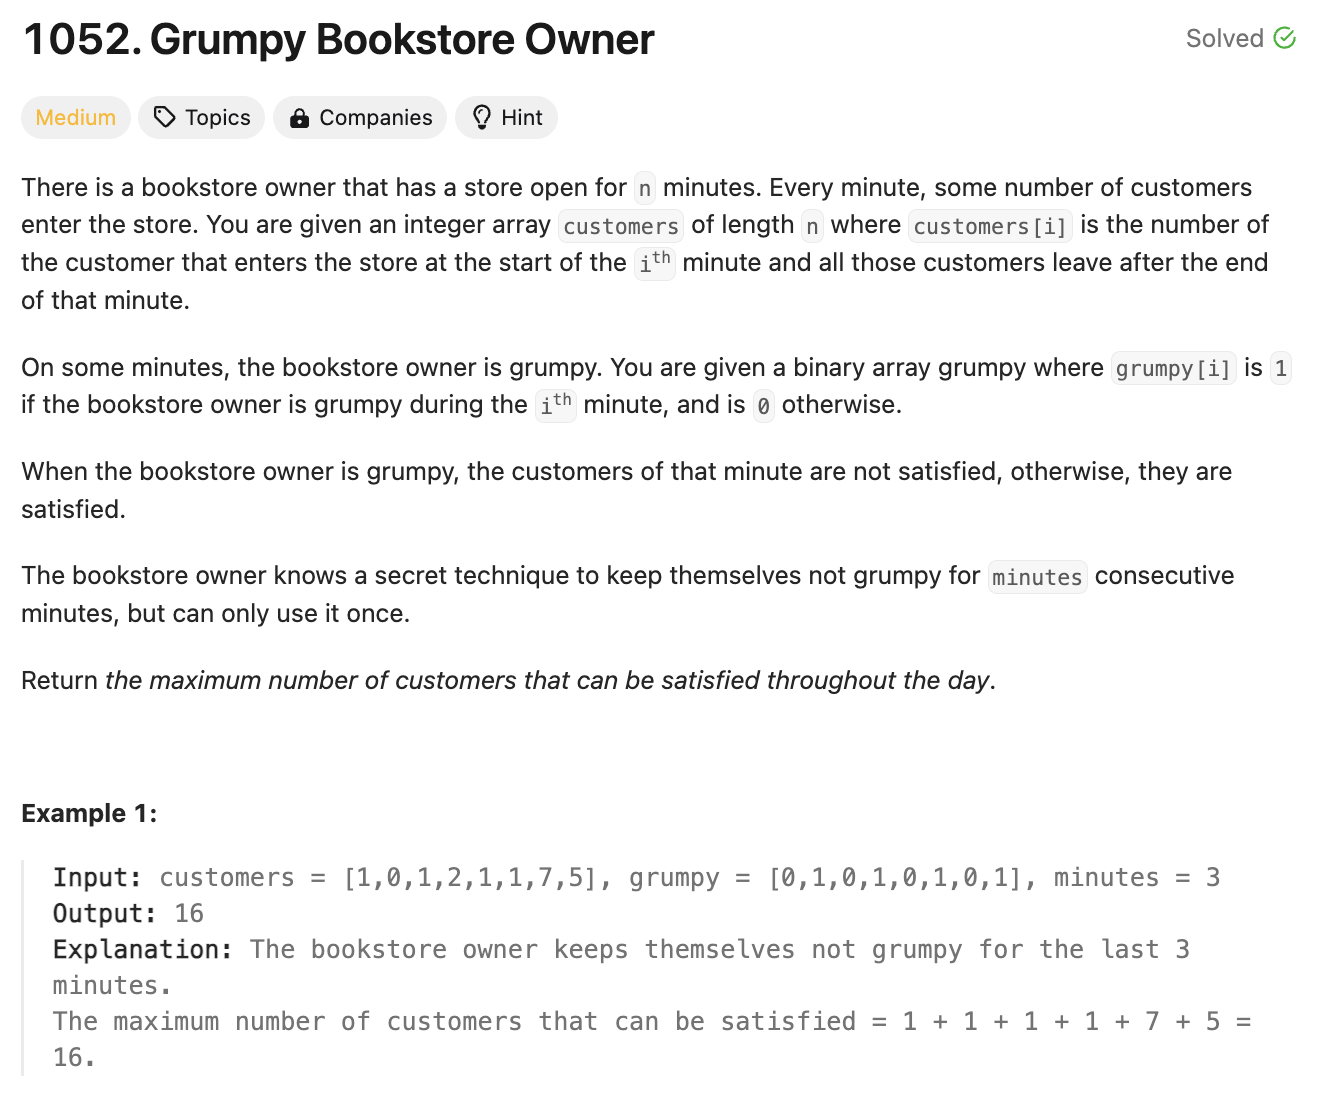 1052. Grumpy Bookstore Owner
Solved
Medium Topics Companies Hint
There is a bookstore owner that has a store open for n minutes. Every minute, some number of customers
enter the store. You are given an integer array customers of length n where customers[i] is the number of
the customer that enters the store at the start of the ith minute and all those customers leave after the end
of that minute.
On some minutes, the bookstore owner is grumpy. You are given a binary array grumpy where grumpy[i] is 1
if the bookstore owner is grumpy during the ith minute, and is 0 otherwise.
When the bookstore owner is grumpy, the customers of that minute are not satisfied, otherwise, they are
satisfied.
The bookstore owner knows a secret technique to keep themselves not grumpy for minutes consecutive
minutes, but can only use it once.
Return the maximum number of customers that can be satisfied throughout the day.
Example 1:
Input: customers = [1,0,1,2,1,1,7,5], grumpy = [0,1,0,1,0,1,0,1], minutes = 3
Output: 16
Explanation: The bookstore owner keeps themselves not grumpy for the last 3
minutes.
The maximum number of customers that can be satisfied = 1 + 1 + 1 + 1 + 7 + 5 =
16.